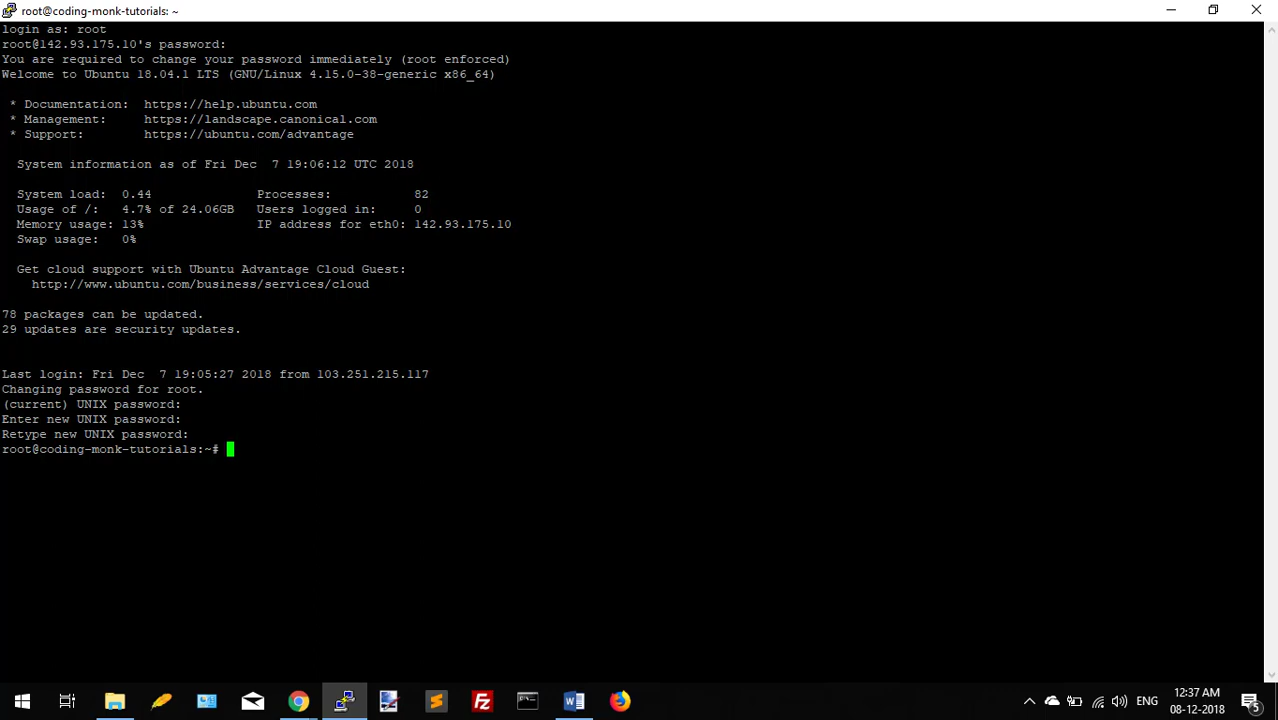 root@coding-monk-tutorials: ~
login as: root
root@142.93.175.10's password:
You are required to change your password immediately (root enforced)
Welcome to Ubuntu 18.04.1 LTS (GNU/Linux 4.15.0-38-generic x86_64)
* Documentation:  https://help.ubuntu.com
* Management:     https://landscape.canonical.com
* Support:        https://ubuntu.com/advantage
System information as of Fri Dec  7 19:06:12 UTC 2018
System load:  0.44              Processes:           82
Usage of /:   4.7% of 24.06GB   Users logged in:     0
Memory usage: 13%               IP address for eth0: 142.93.175.10
Swap usage:   0%
Get cloud support with Ubuntu Advantage Cloud Guest:
http://www.ubuntu.com/business/services/cloud
78 packages can be updated.
29 updates are security updates.
Last login: Fri Dec  7 19:05:27 2018 from 103.251.215.117
Changing password for root.
(current) UNIX password:
Enter new UNIX password:
Retype new UNIX password:
root@coding-monk-tutorials:~#
ENG
12:37 AM
08-12-2018
5